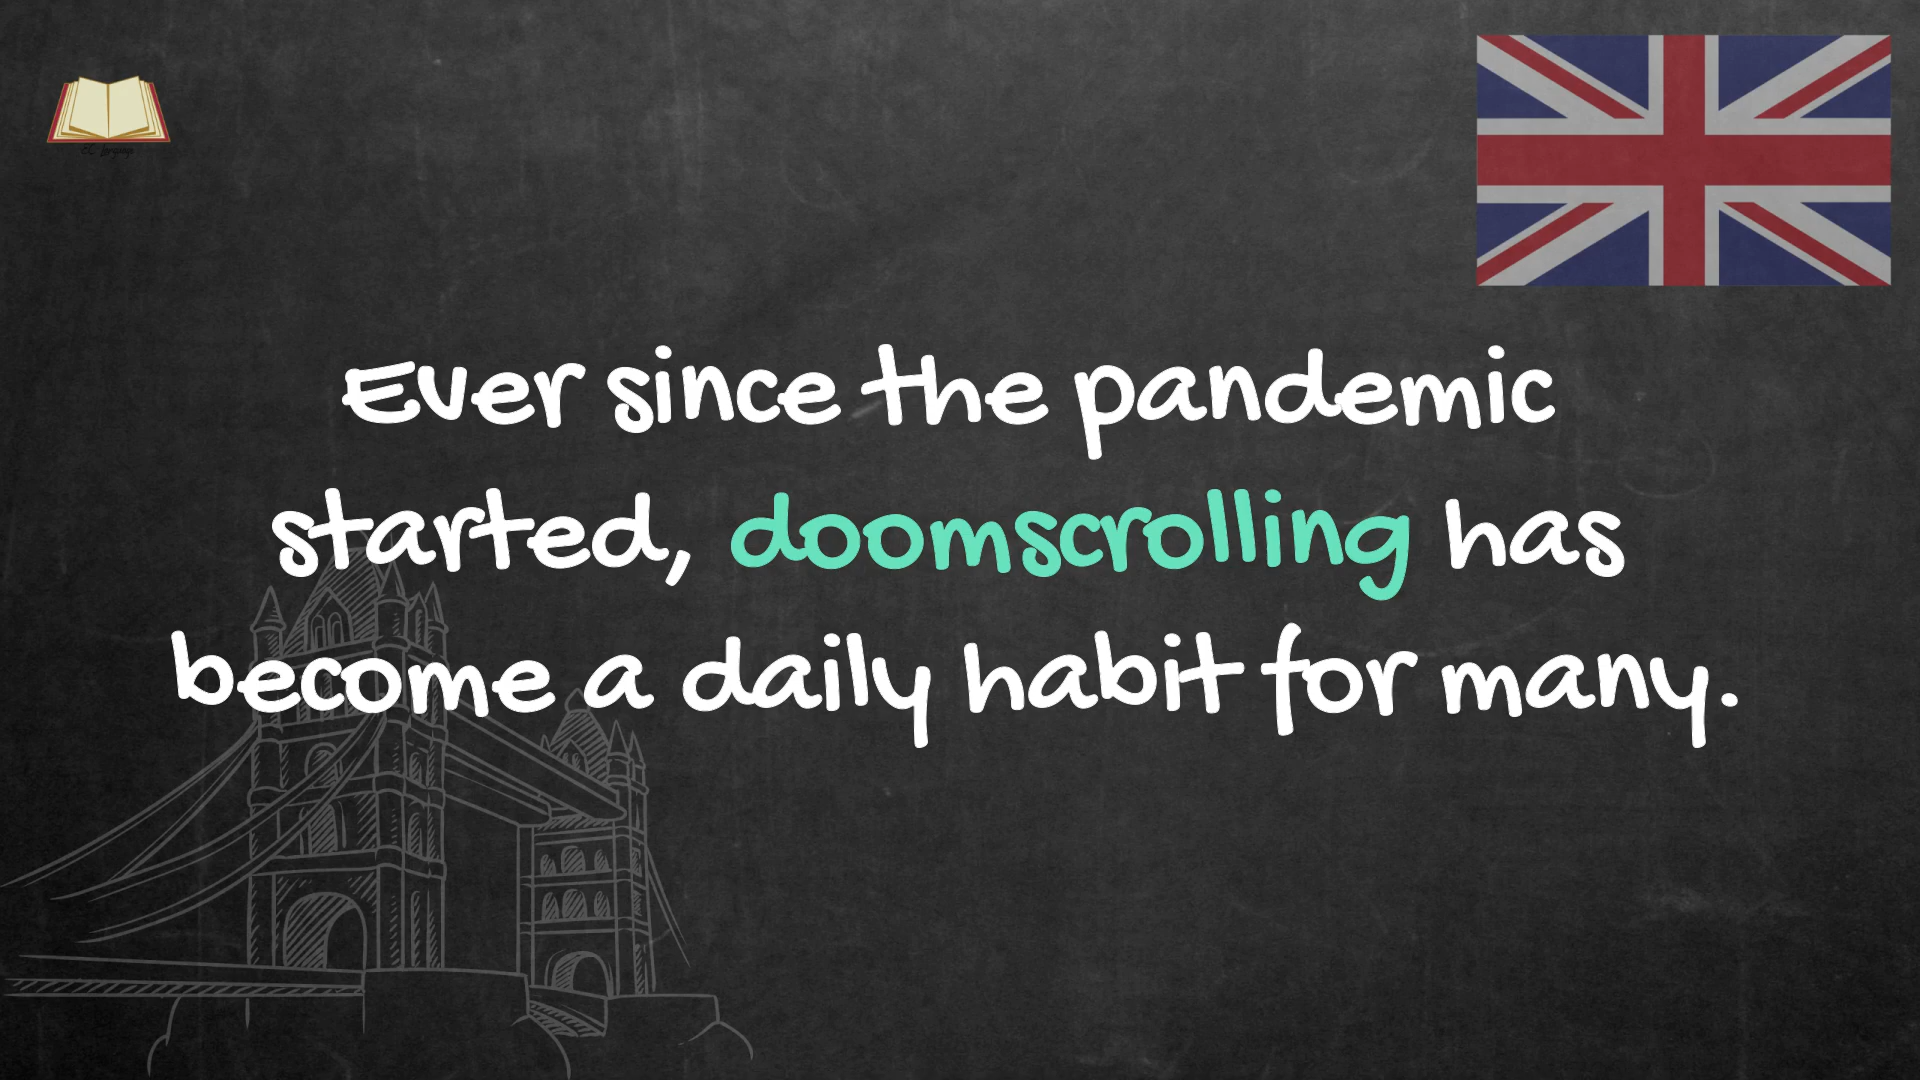 Ever since the pandemic
started, doomscrolling has
become a daily habit for many.